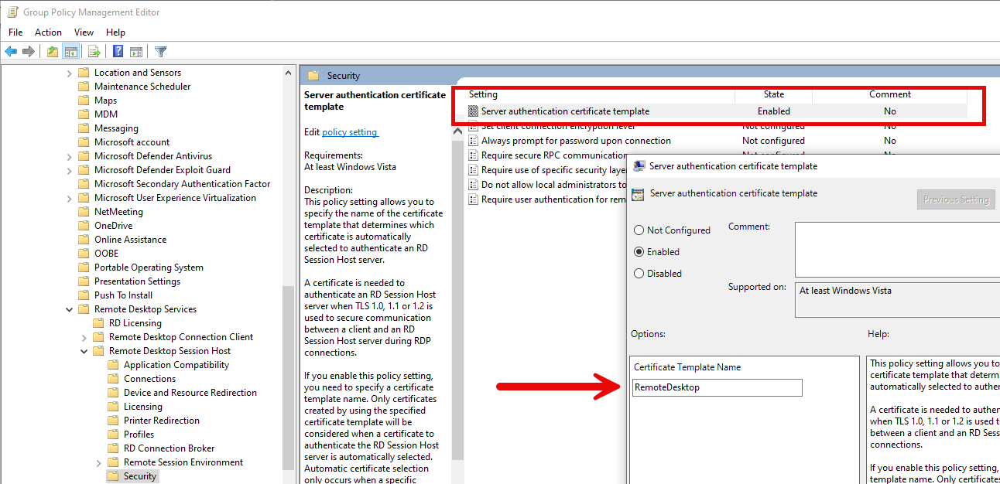 Group Policy Management Editor
File Action View Help
Location and Sensors
Maintenance Scheduler
Maps
MDM
Messaging
Microsoft account
Microsoft Defender Antivirus
Microsoft Defender Exploit Guard
Microsoft Secondary Authentication Factor
Microsoft User Experience Virtualization
NetMeeting
OneDrive
Online Assistance
OOBE
Portable Operating System
Presentation Settings
Push To Install
Remote Desktop Services
RD Licensing
Remote Desktop Connection Client
Remote Desktop Session Host
Application Compatibility
Connections
Device and Resource Redirection
Licensing
Printer Redirection
Profiles
RD Connection Broker
Remote Session Environment
Security
Security
Server authentication certificate
template
Edit policy setting
Requirements:
At least Windows Vista
Description:
This policy setting allows you to
specify the name of the certificate
template that determines which
certificate is automatically
selected to authenticate an RD
Session Host server.
A certificate is needed to
authenticate an RD Session Host
server when TLS 1.0, 1.1 or 1.2 is
used to secure communication
between a client and an RD
Session Host server during RDP
connections.
If you enable this policy setting,
you need to specify a certificate
template name. Only certificates
created by using the specified
certificate template will be
considered when a certificate to
authenticate the RD Session Host
server is automatically selected.
Automatic certificate selection
only occurs when a specific
Setting State Comment
Server authentication certificate template Enabled No
Set client connection encryption level Not configured No
Always prompt for password upon connection Not configured No
Require secure RPC communication Not configured No
Require use of specific security laye
Do not allow local administrators to
Require user authentication for rem
Server authentication certificate template
Server authentication certificate template
Previous Setting
Not Configured
Enabled
Disabled
Comment:
Supported on:
At least Windows Vista
Options:
Help:
Certificate Template Name
RemoteDesktop
This policy setting allows you to
certificate template that determ
automatically selected to authen
A certificate is needed to authen
when TLS 1.0, 1.1 or 1.2 is used t
between a client and an RD Sess
connections.
If you enable this policy setting,
template name. Only certificates